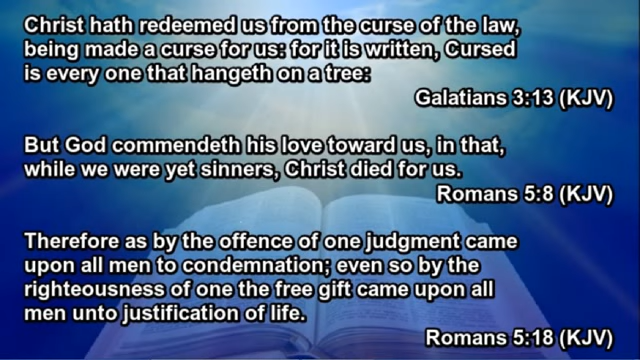 Christ hath redeemed us from the curse of the law,
being made a curse for us: for it is written, Cursed
is every one that hangeth on a tree:
Galatians 3:13 (KJV)
But God commendeth his love toward us, in that,
while we were yet sinners, Christ died for us.
Romans 5:8 (KJV)
Therefore as by the offence of one judgment came
upon all men to condemnation; even so by the
righteousness of one the free gift came upon all
men unto justification of life.
Romans 5:18 (KJV)